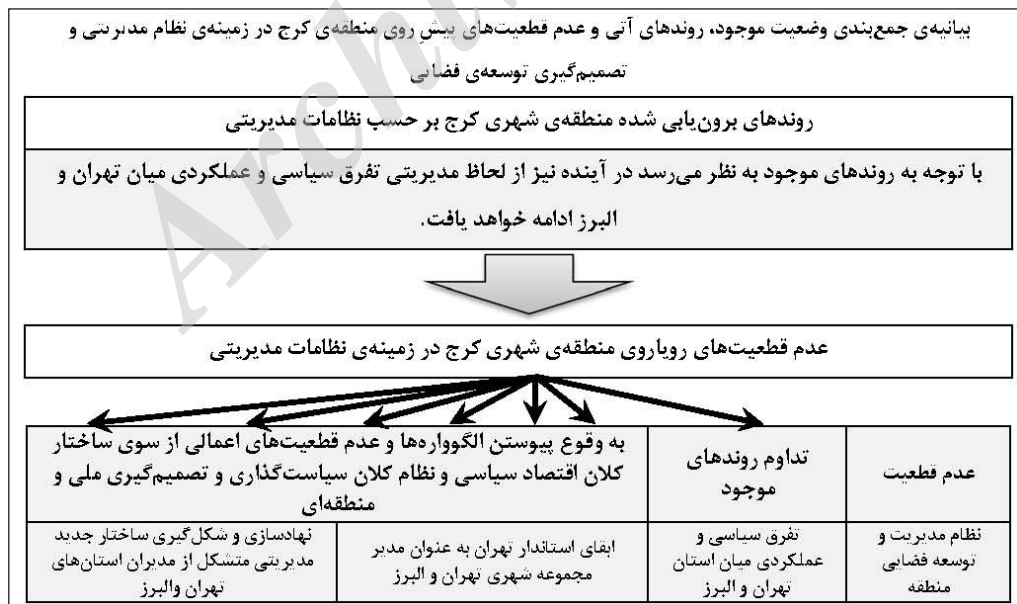 بیانیه‌ی جمع‌بندی وضعیت موجود، روندهای آتی و عدم قطعیت‌های پیشِ روی منطقه‌ی کرج در زمینه‌ی نظام مدیریتی و
تصمیم‌گیری توسعه‌ی فضایی
روندهای برون‌یابی شده منطقه‌ی شهری کرج بر حسب نظامات مدیریتی
با توجه به روندهای موجود به نظر می‌رسد در آینده نیز از لحاظ مدیریتی تفرق سیاسی و عملکردی میان تهران و
البرز ادامه خواهد یافت.
عدم قطعیت‌های رویاروی منطقه‌ی شهری کرج در زمینه‌ی نظامات مدیریتی
عدم قطعیت
تداوم روندهای
موجود
به وقوع پیوستن الگوواره‌ها و عدم قطعیت‌های اعمالی از سوی ساختار
کلان اقتصاد سیاسی و نظام کلان سیاست‌گذاری و تصمیم‌گیری ملی و
منطقه‌ای
نظام مدیریت و
توسعه فضایی
منطقه
تفرق سیاسی و
عملکردی میان استان
تهران و البرز
ابقای استاندار تهران به عنوان مدیر
مجموعه شهری تهران و البرز
نهادسازی و شکل‌گیری ساختار جدید
مدیریتی متشکل از مدیران استان‌های
تهران والبرز
Archi